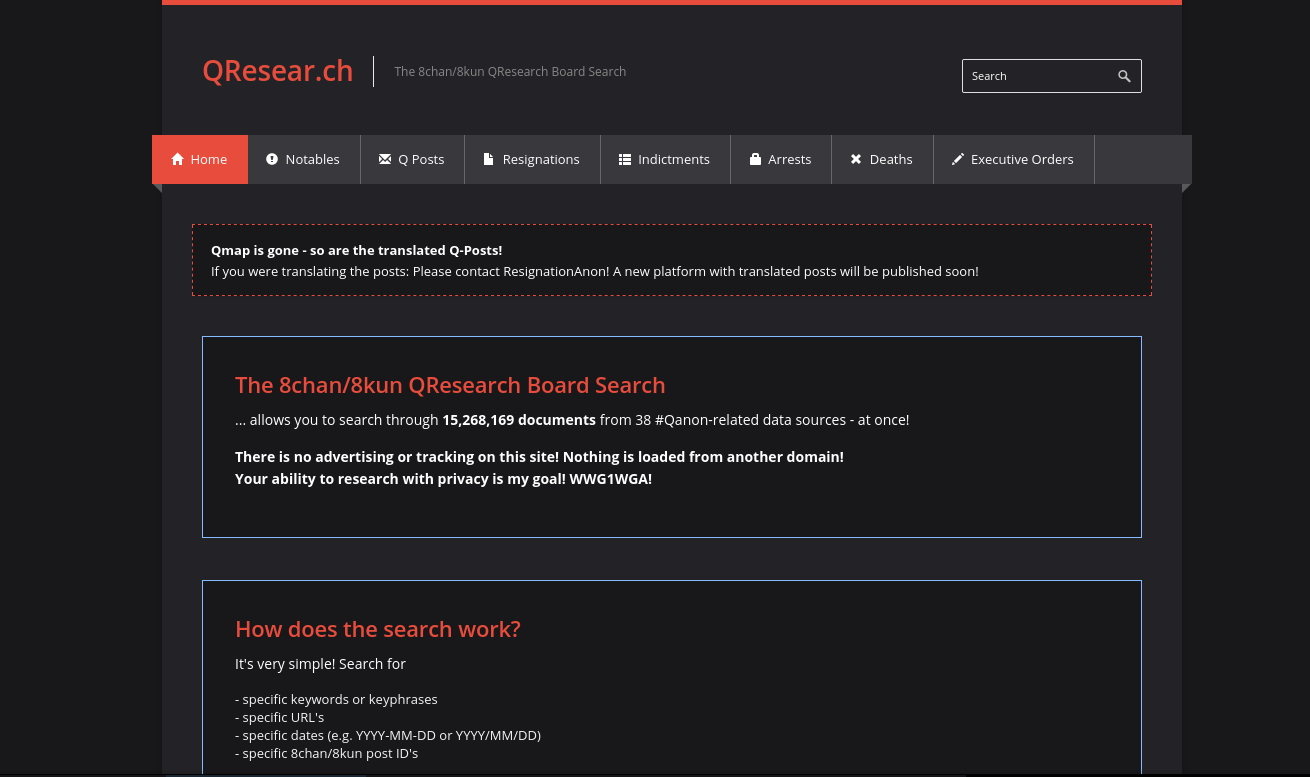 QResear.ch
The 8chan/8kun QResearch Board Search
Search
Home
Notables
Q Posts
Resignations
Indictments
Arrests
Deaths
Executive Orders
Qmap is gone - so are the translated Q-Posts!
If you were translating the posts: Please contact ResignationAnon! A new platform with translated posts will be published soon!
The 8chan/8kun QResearch Board Search
... allows you to search through 15,268,169 documents from 38 #Qanon-related data sources - at once!
There is no advertising or tracking on this site! Nothing is loaded from another domain!
Your ability to research with privacy is my goal! WWG1WGA!
How does the search work?
It's very simple! Search for
- specific keywords or keyphrases
- specific URL's
- specific dates (e.g. YYYY-MM-DD or YYYY/MM/DD)
- specific 8chan/8kun post ID's